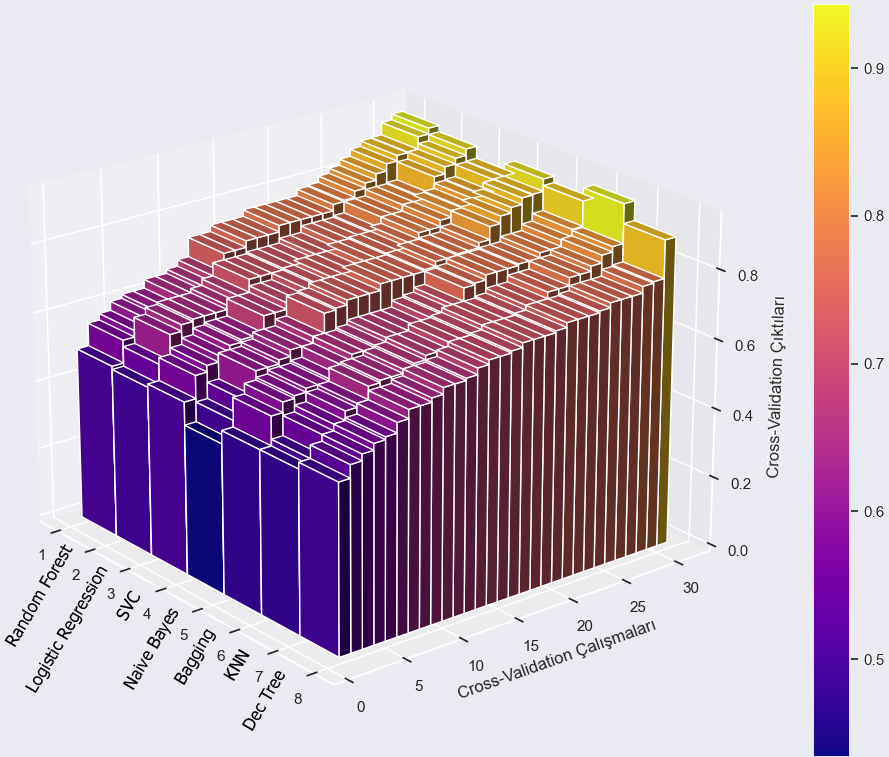 0.9
0.8
0.7
0.6
0.5
0.8
0.6
0.4
0.2
0.0
Cross-Validation Çıktıları
1
2
3
4
5
6
7
8
Random Forest
Logistic Regression
SVC
Naive Bayes
Bagging
KNN
Dec Tree
0
5
10
15
20
25
30
Cross-Validation Çalışmaları